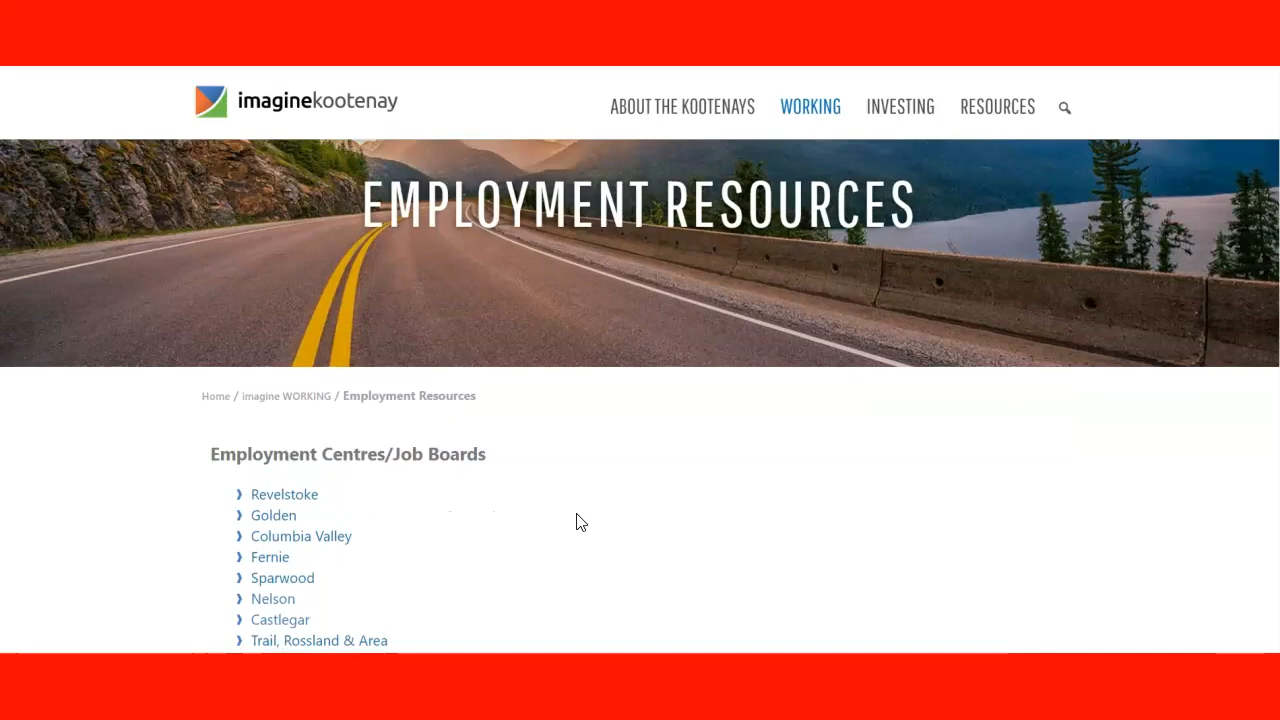 imaginekootenay
ABOUT THE KOOTENAYS WORKING INVESTING RESOURCES
EMPLOYMENT RESOURCES
Home / imagine WORKING / Employment Resources
Employment Centres/Job Boards
Revelstoke
Golden
Columbia Valley
Fernie
Sparwood
Nelson
Castlegar
Trail, Rossland & Area